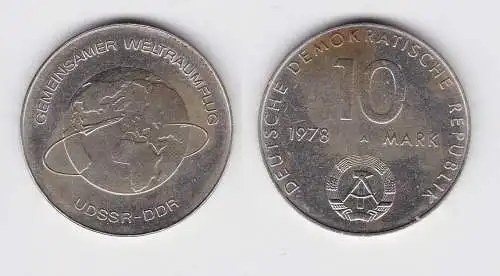 GEMEINSAMER WELTRAUMFLUG
UDSSR-DDR
DEUTSCHE DEMOKRATISCHE REPUBLIK
10
1978 A MARK